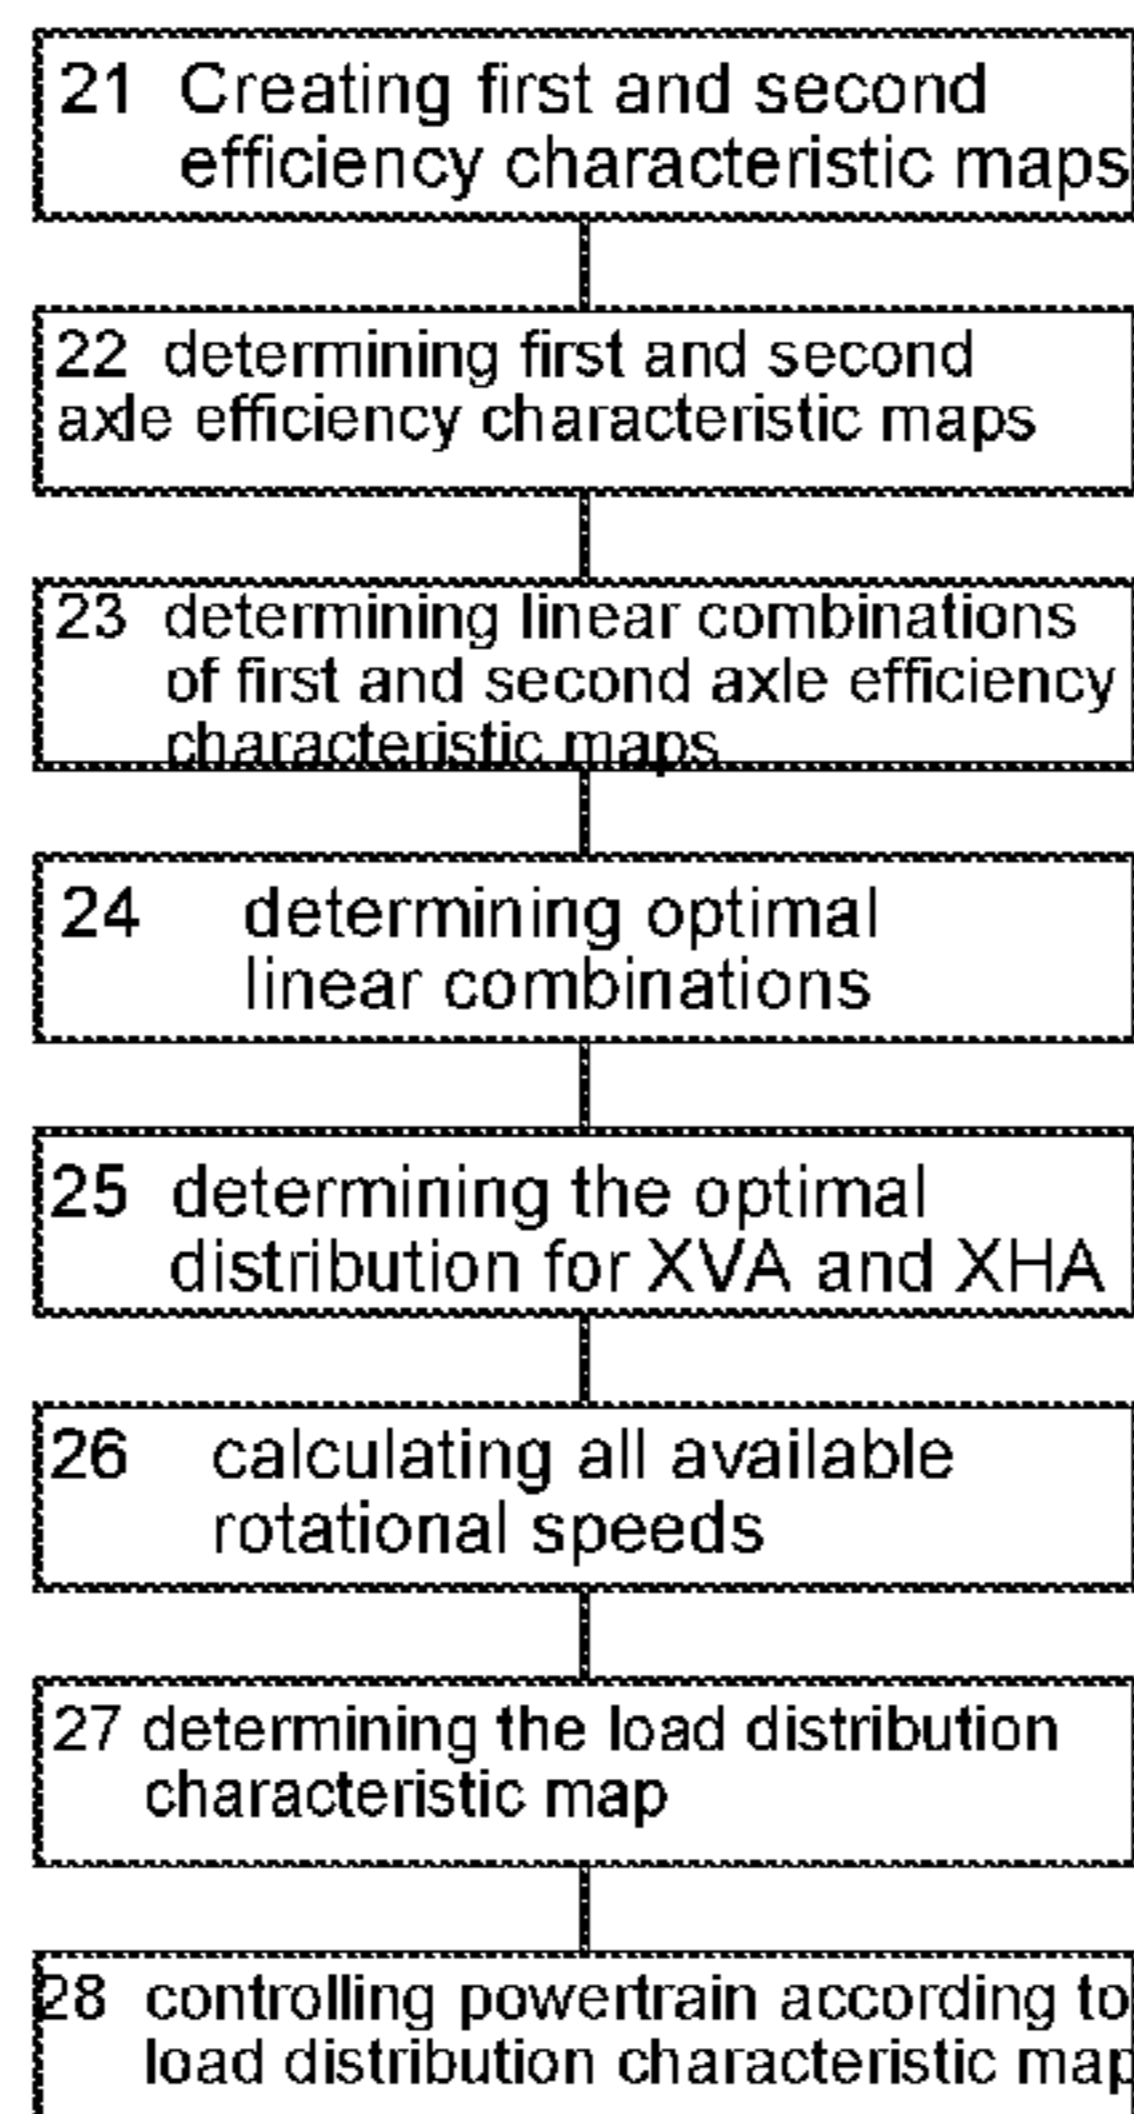 21 Creating first and second
efficiency characteristic maps
22 determining first and second
axle efficiency characteristic maps
23 determining linear combinations
of first and second axle efficiency
characteristic maps
24 determining optimal
linear combinations
25 determining the optimal
distribution for XVA and XHA
26 calculating all available
rotational speeds
27 determining the load distribution
characteristic map
28 controlling powertrain according to
load distribution characteristic map